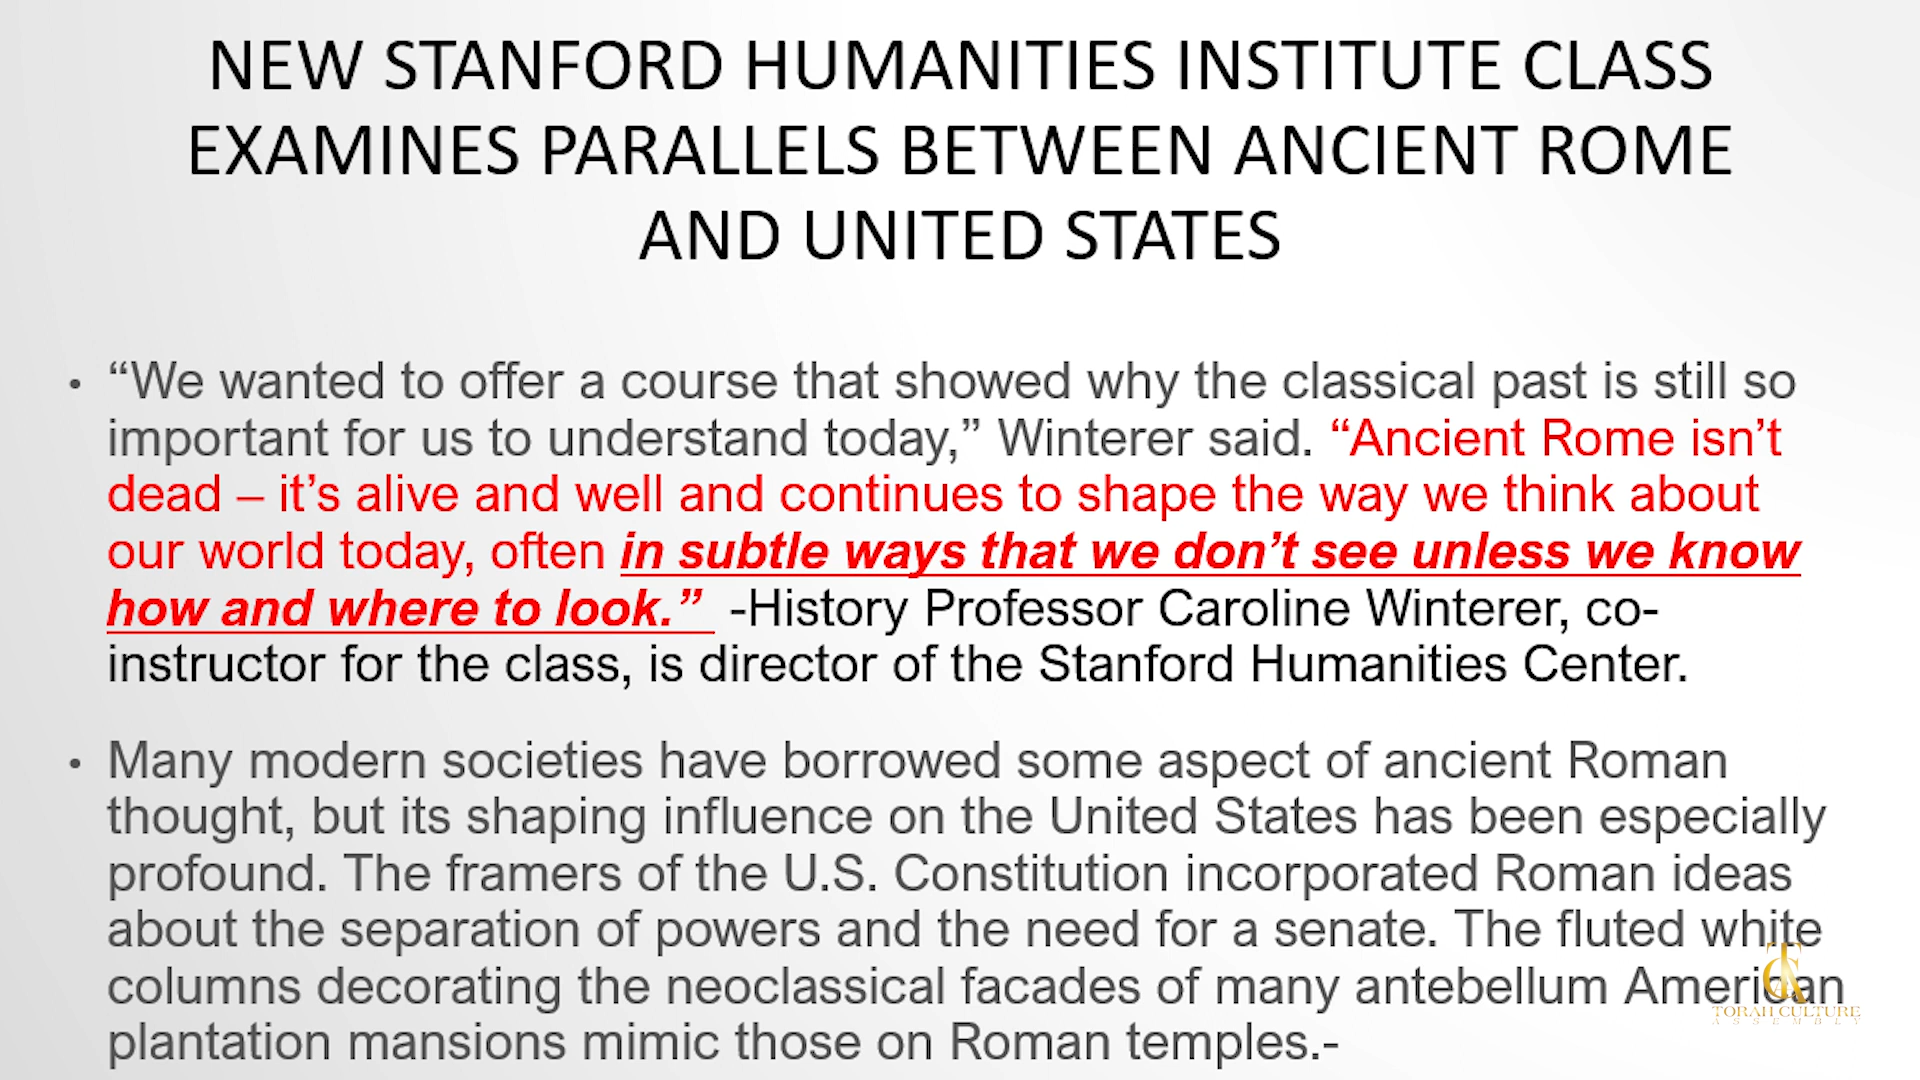 NEW STANFORD HUMANITIES INSTITUTE CLASS
EXAMINES PARALLELS BETWEEN ANCIENT ROME
AND UNITED STATES
• “We wanted to offer a course that showed why the classical past is still so
important for us to understand today,” Winterer said. “Ancient Rome isn’t
dead – it’s alive and well and continues to shape the way we think about
our world today, often in subtle ways that we don’t see unless we know
how and where to look.” -History Professor Caroline Winterer, co-
instructor for the class, is director of the Stanford Humanities Center.
• Many modern societies have borrowed some aspect of ancient Roman
thought, but its shaping influence on the United States has been especially
profound. The framers of the U.S. Constitution incorporated Roman ideas
about the separation of powers and the need for a senate. The fluted white
columns decorating the neoclassical facades of many antebellum American
plantation mansions mimic those on Roman temples.-
TORAH CULTURE
ASSEMBLY